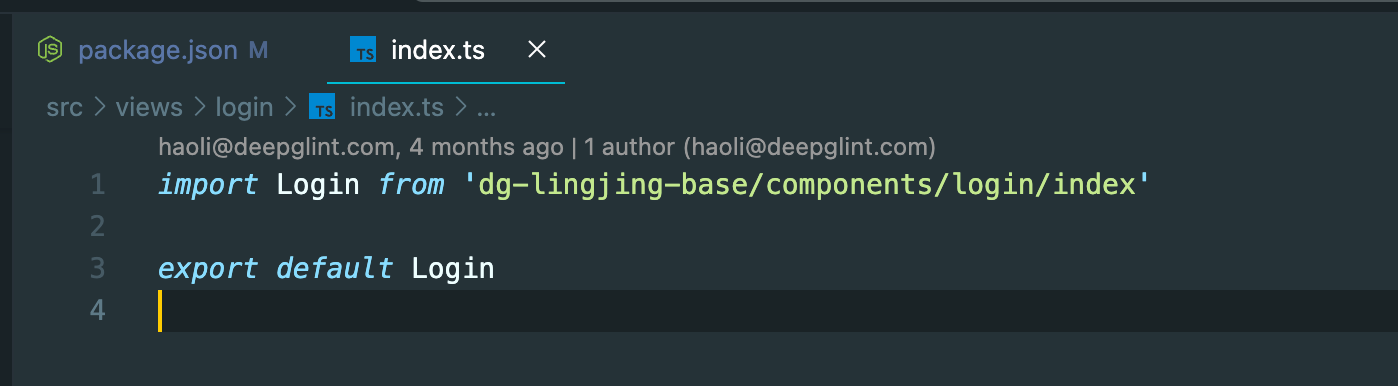 JS package.json M TS index.ts ×
src > views > login > TS index.ts > ...
haoli@deepglint.com, 4 months ago | 1 author (haoli@deepglint.com)
1 import Login from 'dg-lingjing-base/components/login/index'
2
3 export default Login
4